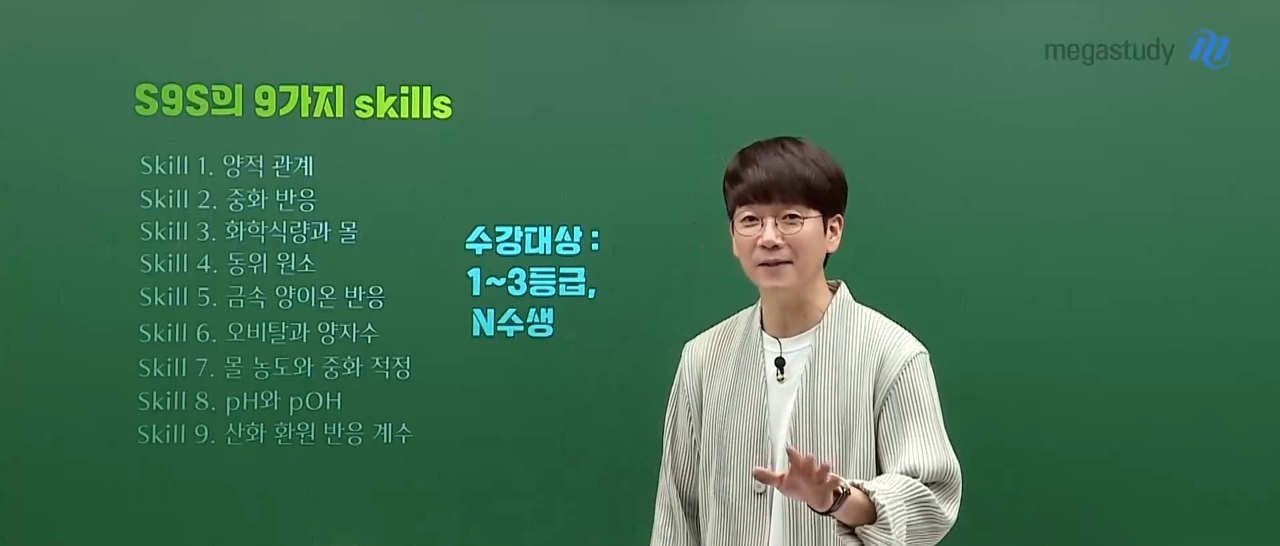 megastudy
S9S의 9가지 skills
Skill 1. 양적 관계
Skill 2. 중화 반응
Skill 3. 화학식량과 몰
Skill 4. 동위 원소
Skill 5. 금속 양이온 반응
Skill 6. 오비탈과 양자수
Skill 7. 몰 농도와 중화 적정
Skill 8. pH와 pOH
Skill 9. 산화 환원 반응 계수
수강대상 :
1~3등급,
N수생